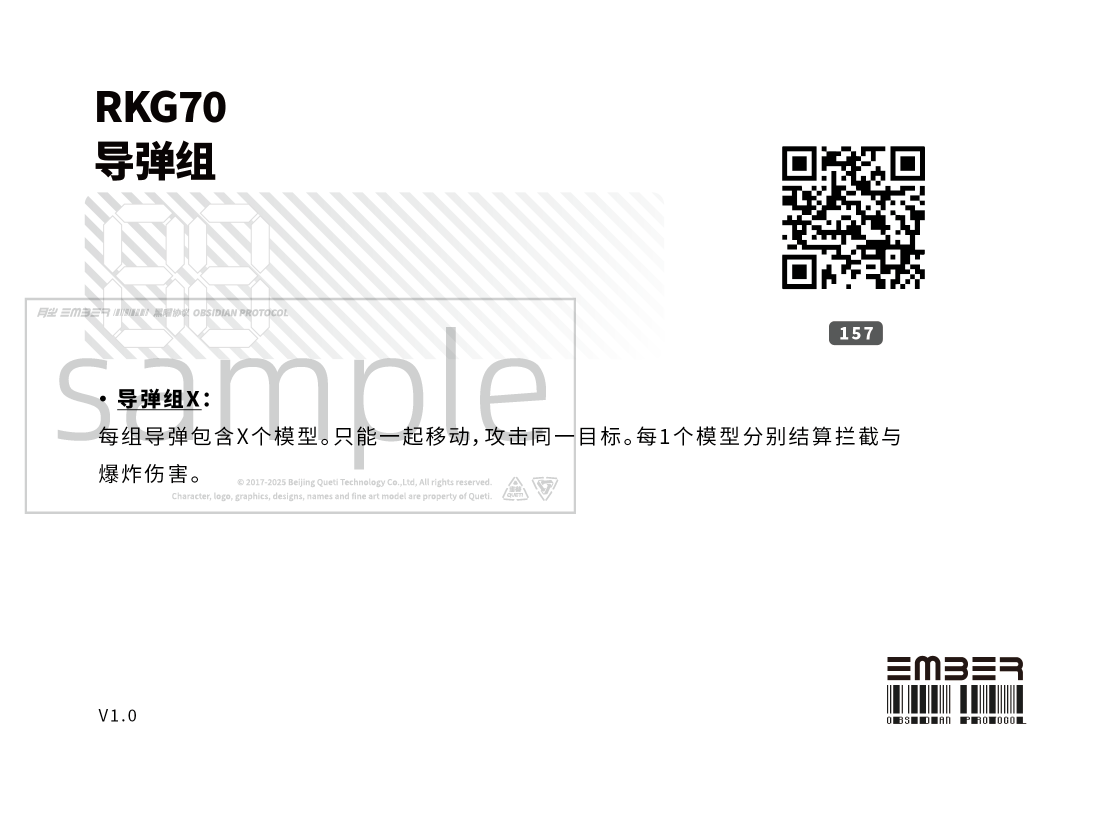 RKG70
导弹组
157
EMBER
OBSIDIAN PROTOCOL
sample
• 导弹组X：
每组导弹包含X个模型。只能一起移动，攻击同一目标。每1个模型分别结算拦截与
爆炸伤害。
© 2017-2025 Beijing Queti Technology Co.,Ltd, All rights reserved.
Character, logo, graphics, designs, names and fine art model are property of Queti.
QUETI
EMBER
V1.0